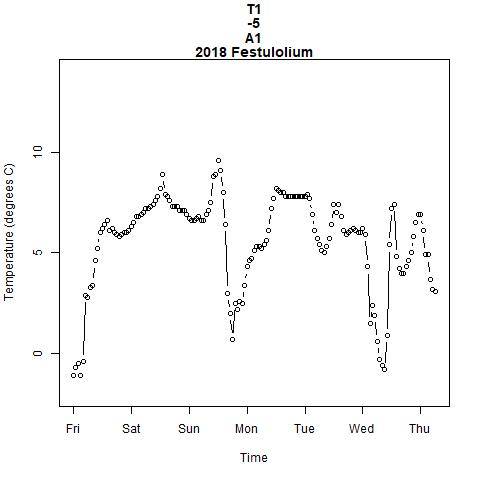 T1
-5
A1
2018 Festulolium
Temperature (degrees C)
10
5
0
Fri Sat Sun Mon Tue Wed Thu
Time